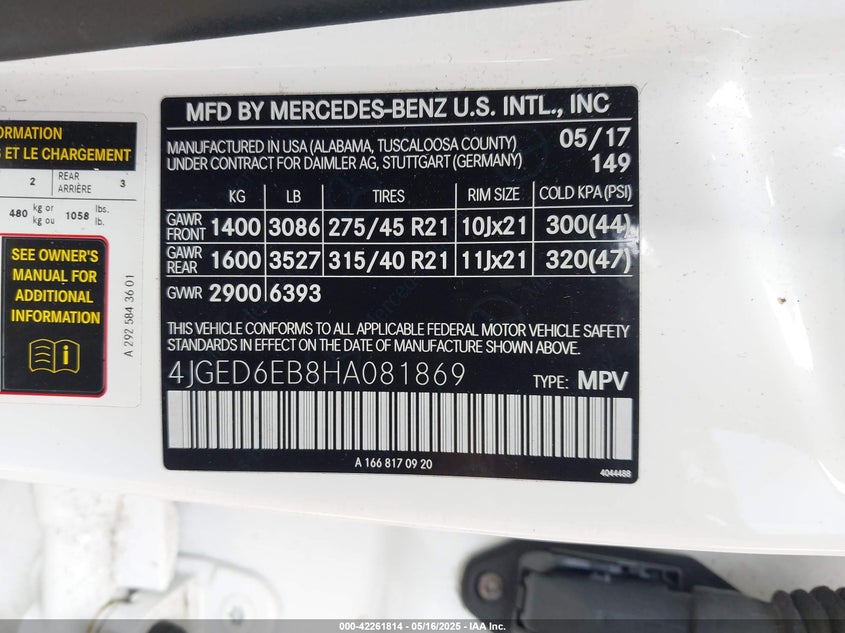 ORMATION
S ET LE CHARGEMENT
2 REAR ARRIÈRE 3
480 kg or kg ou 1058 lbs. lb.
SEE OWNER'S
MANUAL FOR
ADDITIONAL
INFORMATION
A 292 584 36 01
MFD BY MERCEDES-BENZ U.S. INTL., INC
MANUFACTURED IN USA (ALABAMA, TUSCALOOSA COUNTY) 05/17
UNDER CONTRACT FOR DAIMLER AG, STUTTGART (GERMANY) 149
KG LB TIRES RIM SIZE COLD KPA (PSI)
GAWR FRONT 1400 3086 275/45 R21 10Jx21 300(44)
GAWR REAR 1600 3527 315/40 R21 11Jx21 320(47)
GVWR 2900 6393
THIS VEHICLE CONFORMS TO ALL APPLICABLE FEDERAL MOTOR VEHICLE SAFETY
STANDARDS IN EFFECT ON THE DATE OF MANUFACTURE SHOWN ABOVE.
4JGED6EB8HA081869 TYPE: MPV
A 166 817 09 20
4044488
000-42261814 - 05/16/2025 - IAA Inc.